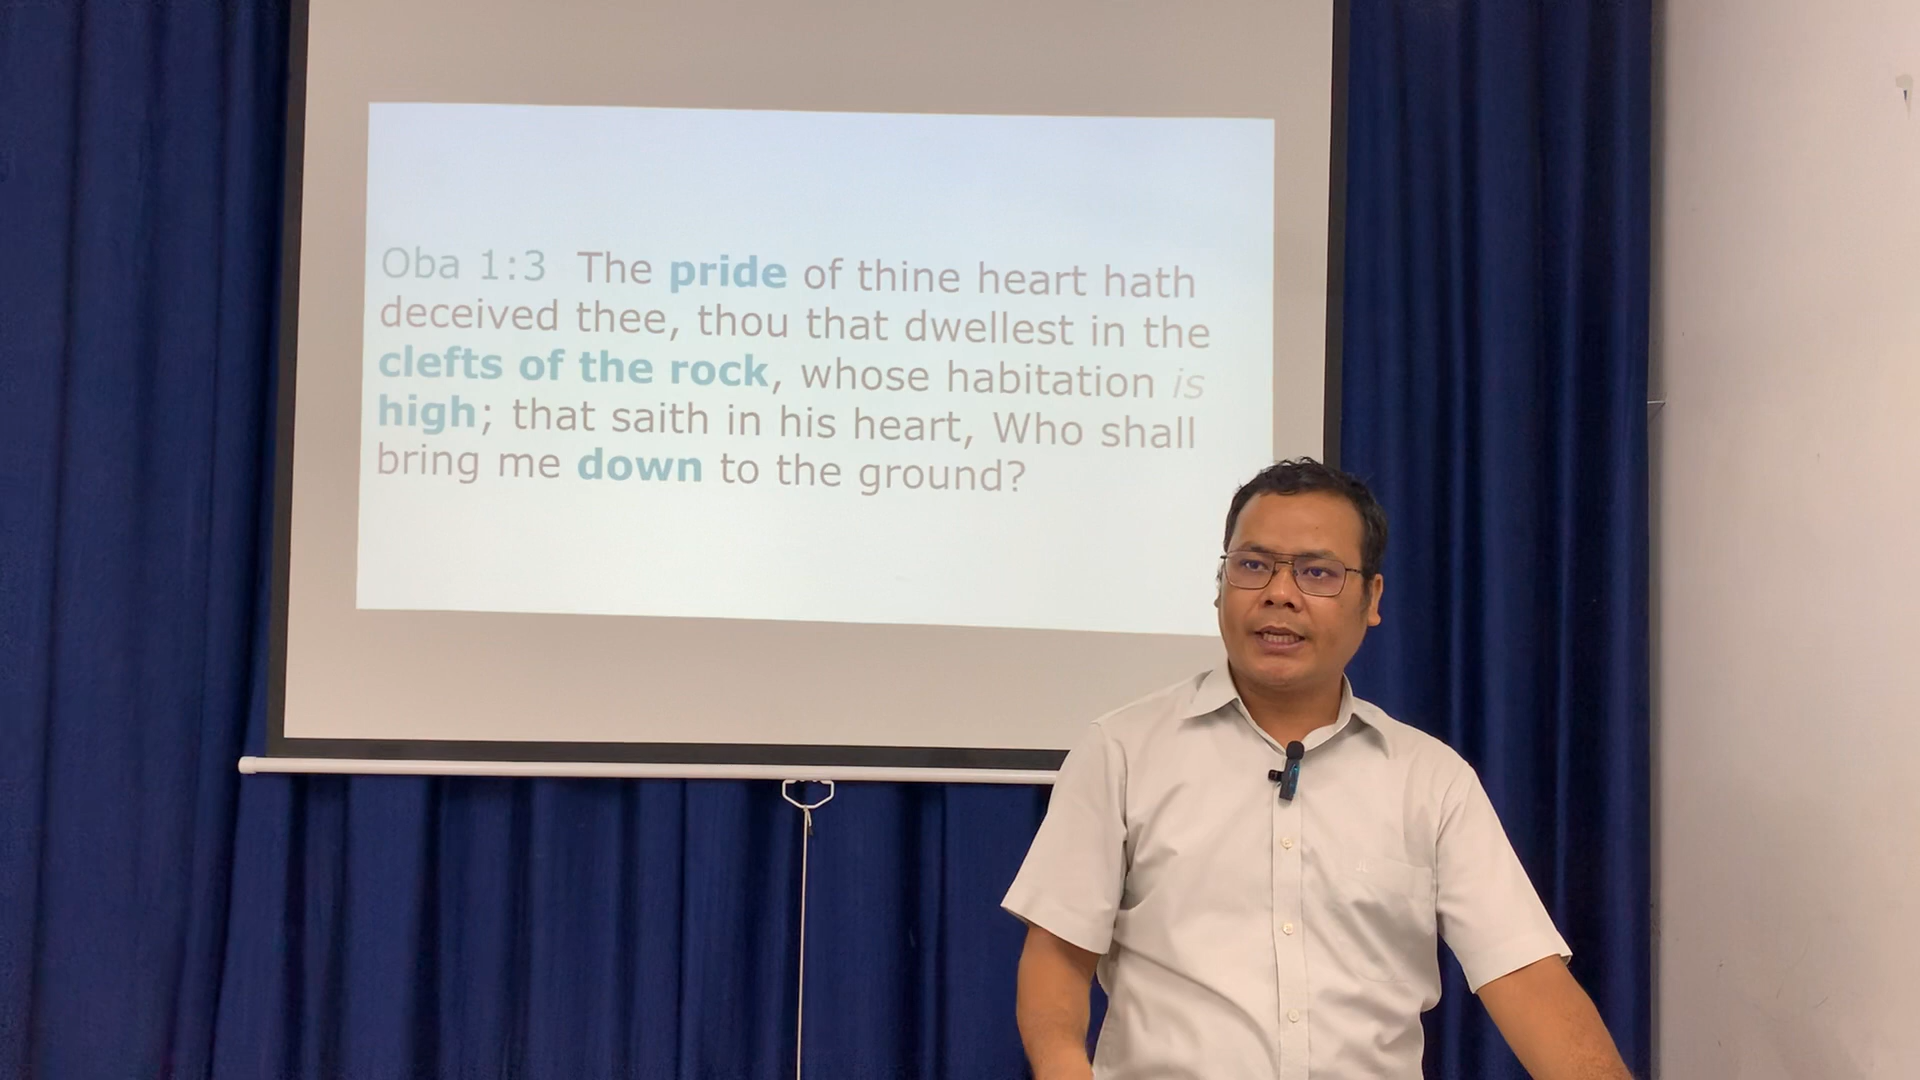 Oba 1:3 The pride of thine heart hath
deceived thee, thou that dwellest in the
clefts of the rock, whose habitation is
high; that saith in his heart, Who shall
bring me down to the ground?